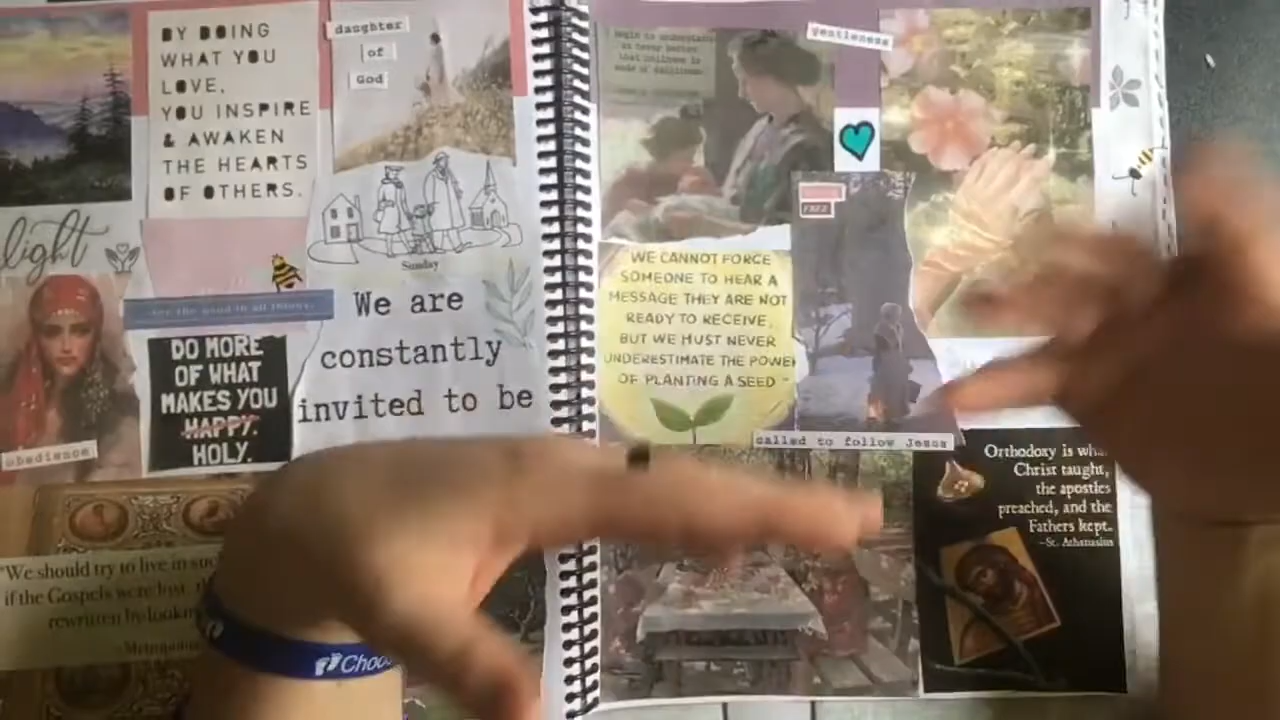 BY DOING
WHAT YOU
LOVE,
YOU INSPIRE
& AWAKEN
THE HEARTS
OF OTHERS.
daughter
of
God
light
Sunday
DO MORE
OF WHAT
MAKES YOU
HAPPY.
HOLY.
obedience
We are
constantly
invited to be
"We should try to live in
if the Gospels were lost,
rewritten by
Choo
gentleness
FREE
WE CANNOT FORCE
SOMEONE TO HEAR A
MESSAGE THEY ARE NOT
READY TO RECEIVE,
BUT WE MUST NEVER
UNDERESTIMATE THE POWER
OF PLANTING A SEED
called to follow Jesus
Orthodoxy is
Christ taught,
the apostles
preached, and the
Fathers kept.
-St. Athanasius